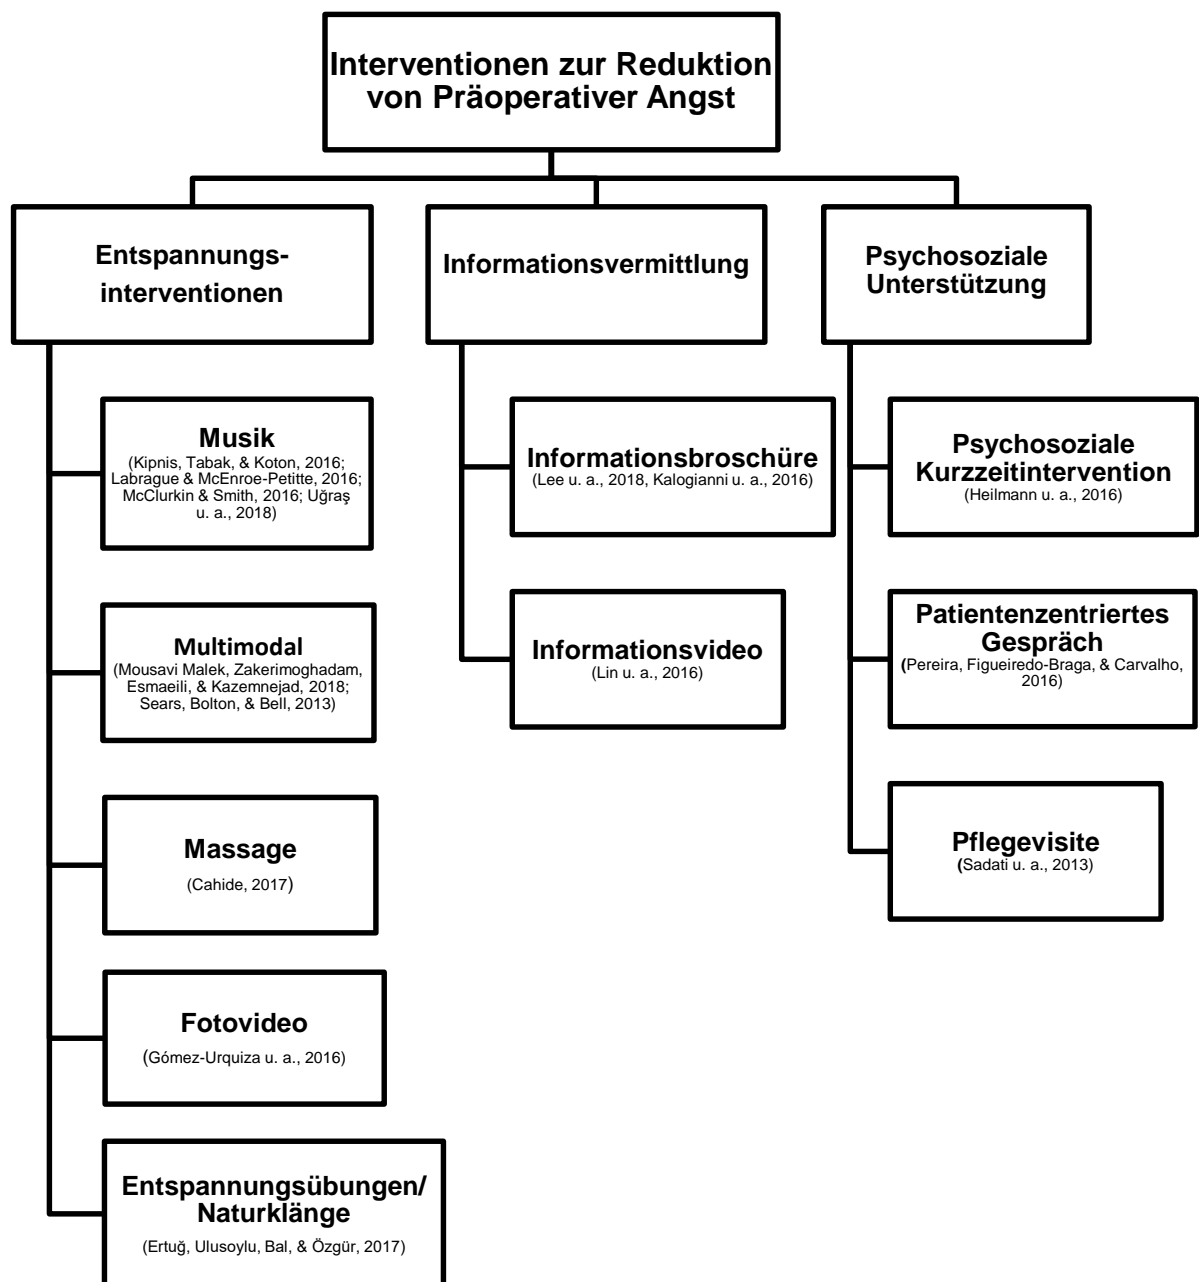 Interventionen zur Reduktion
von Präoperativer Angst
Entspannungs-
interventionen
Musik
(Kipnis, Tabak, & Koton, 2016;
Labrague & McEnroe-Petitte, 2016;
McClurkin & Smith, 2016; Uğraş
u. a., 2018)
Multimodal
(Mousavi Malek, Zakerimoghadam,
Esmaeili, & Kazemnejad, 2018;
Sears, Bolton, & Bell, 2013)
Massage
(Cahide, 2017)
Fotovideo
(Gómez-Urquiza u. a., 2016)
Entspannungsübungen/
Naturklänge
(Ertuğ, Ulusoylu, Bal, & Özgür, 2017)
Informationsvermittlung
Informationsbroschüre
(Lee u. a., 2018, Kalogianni u. a., 2016)
Informationsvideo
(Lin u. a., 2016)
Psychosoziale
Unterstützung
Psychosoziale
Kurzzeitintervention
(Heilmann u. a., 2016)
Patientenzentriertes
Gespräch
(Pereira, Figueiredo-Braga, & Carvalho,
2016)
Pflegevisite
(Sadati u. a., 2013)